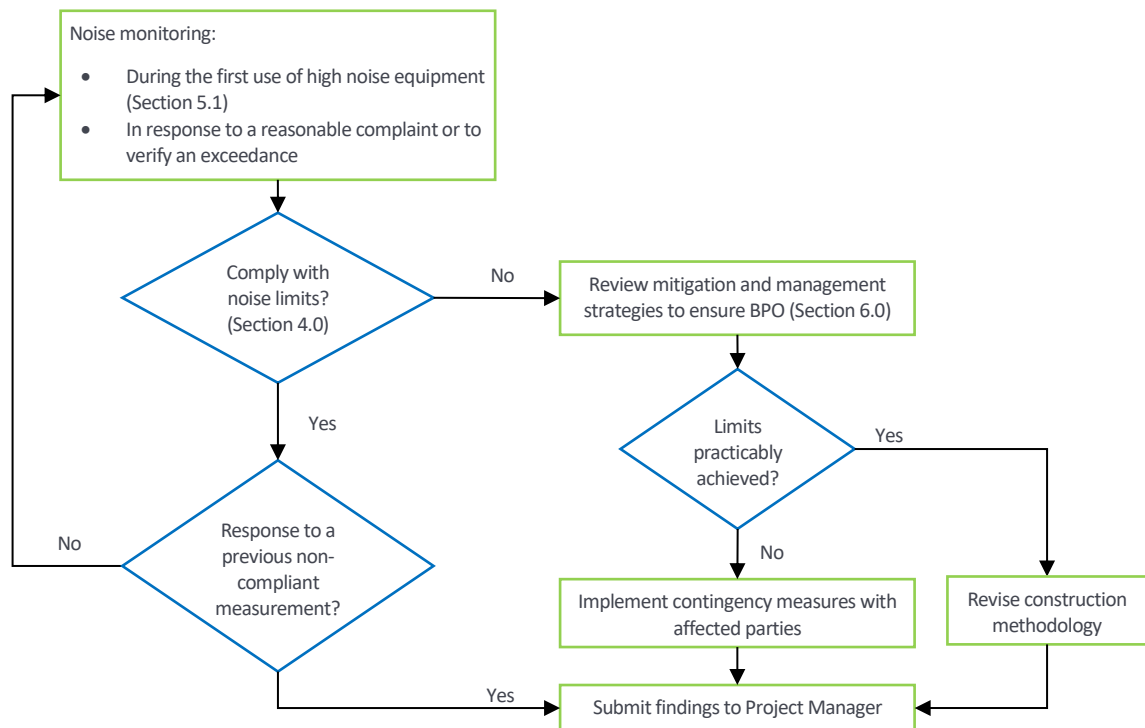 Noise monitoring:
• During the first use of high noise equipment
(Section 5.1)
• In response to a reasonable complaint or to
verify an exceedance
Comply with
noise limits?
(Section 4.0)
No
Review mitigation and management
strategies to ensure BPO (Section 6.0)
Yes
Limits
practicably
achieved?
Yes
No
Response to a
previous non-
compliant
measurement?
No
Implement contingency measures with
affected parties
Revise construction
methodology
Yes
Submit findings to Project Manager